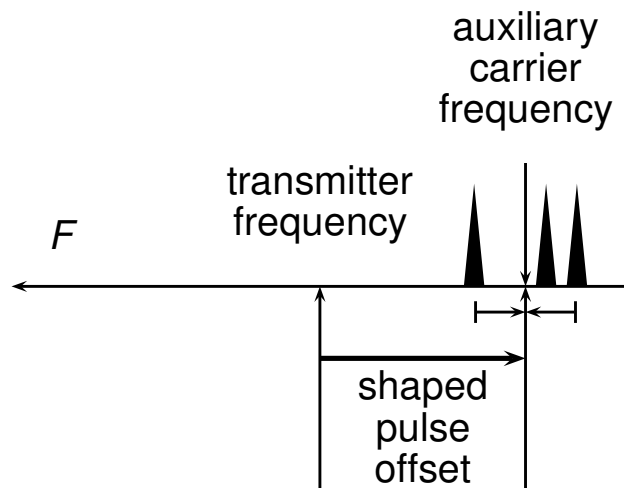 auxiliary
carrier
frequency
transmitter
frequency
F
shaped
pulse
offset